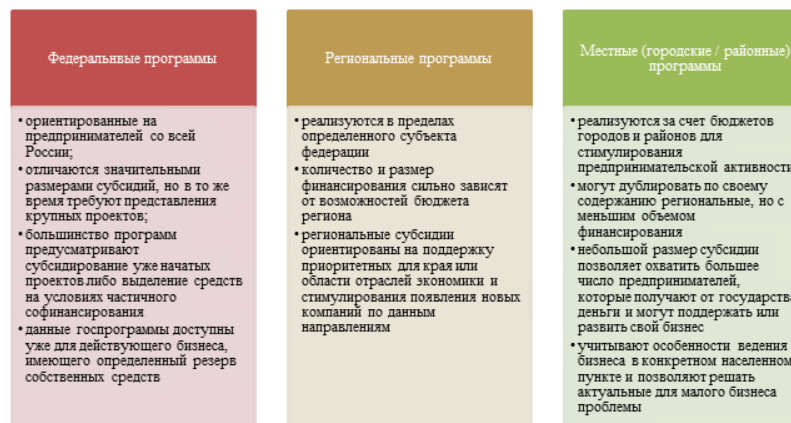 Федеральнвые программы
• ориентированные на
предпринимателей со всей
России;
• отличаются значительными
размерами субсидий, но в то же
время требуют представления
крупных проектов;
• большинство программ
предусматривают
субсидирование уже начатых
проектов либо выделение средств
на условиях частичного
софинансирования
• данные госпрограммы доступны
уже для действующего бизнеса,
имеющего определенный резерв
собственных средств
Региональные программы
• реализуются в пределах
определенного субъекта
федерации
• количество и размер
финансирования сильно зависят
от возможностей бюджета
региона
• региональные субсидии
ориентированы на поддержку
приоритетных для края или
области отраслей экономики и
стимулирования появления новых
компаний по данным
направлениям
Местные (городские / районные)
программы
• реализуются за счет бюджетов
городов и районов для
стимулирования
предпринимательской активности
• могут дублировать по своему
содержанию региональные, но с
меньшим объемом
финансирования
• небольшой размер субсидии
позволяет охватить большее
число предпринимателей,
которые получают от государства
деньги и могут поддержать или
развить свой бизнес
• учитывают особенности ведения
бизнеса в конкретном населенном
пункте и позволяют решать
актуальные для малого бизнеса
проблемы